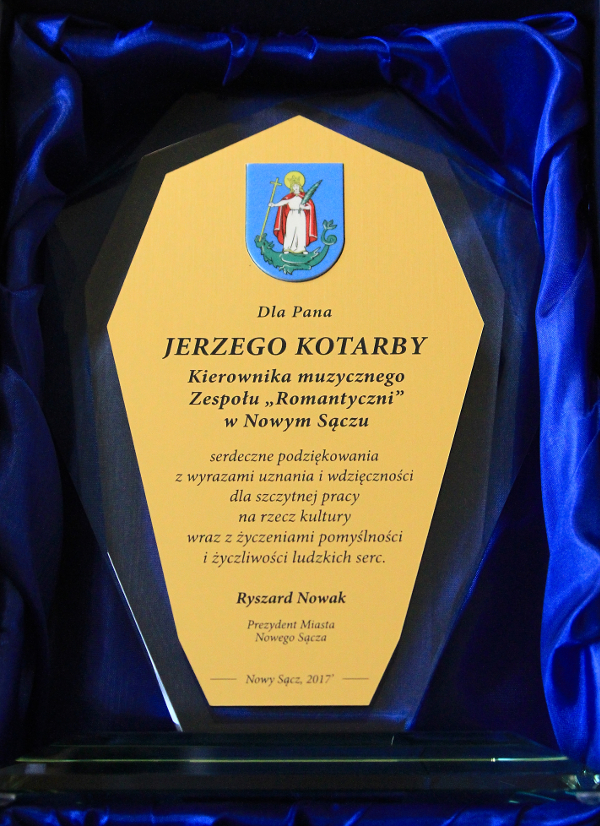 Dla Pana
JERZEGO KOTARBY
Kierownika muzycznego
Zespołu „Romantyczni”
w Nowym Sączu
serdeczne podziękowania
z wyrazami uznania i wdzięczności
dla szczytnej pracy
na rzecz kultury
wraz z życzeniami pomyślności
i życzliwości ludzkich serc.
Ryszard Nowak
Prezydent Miasta
Nowego Sącza
Nowy Sącz, 2017'